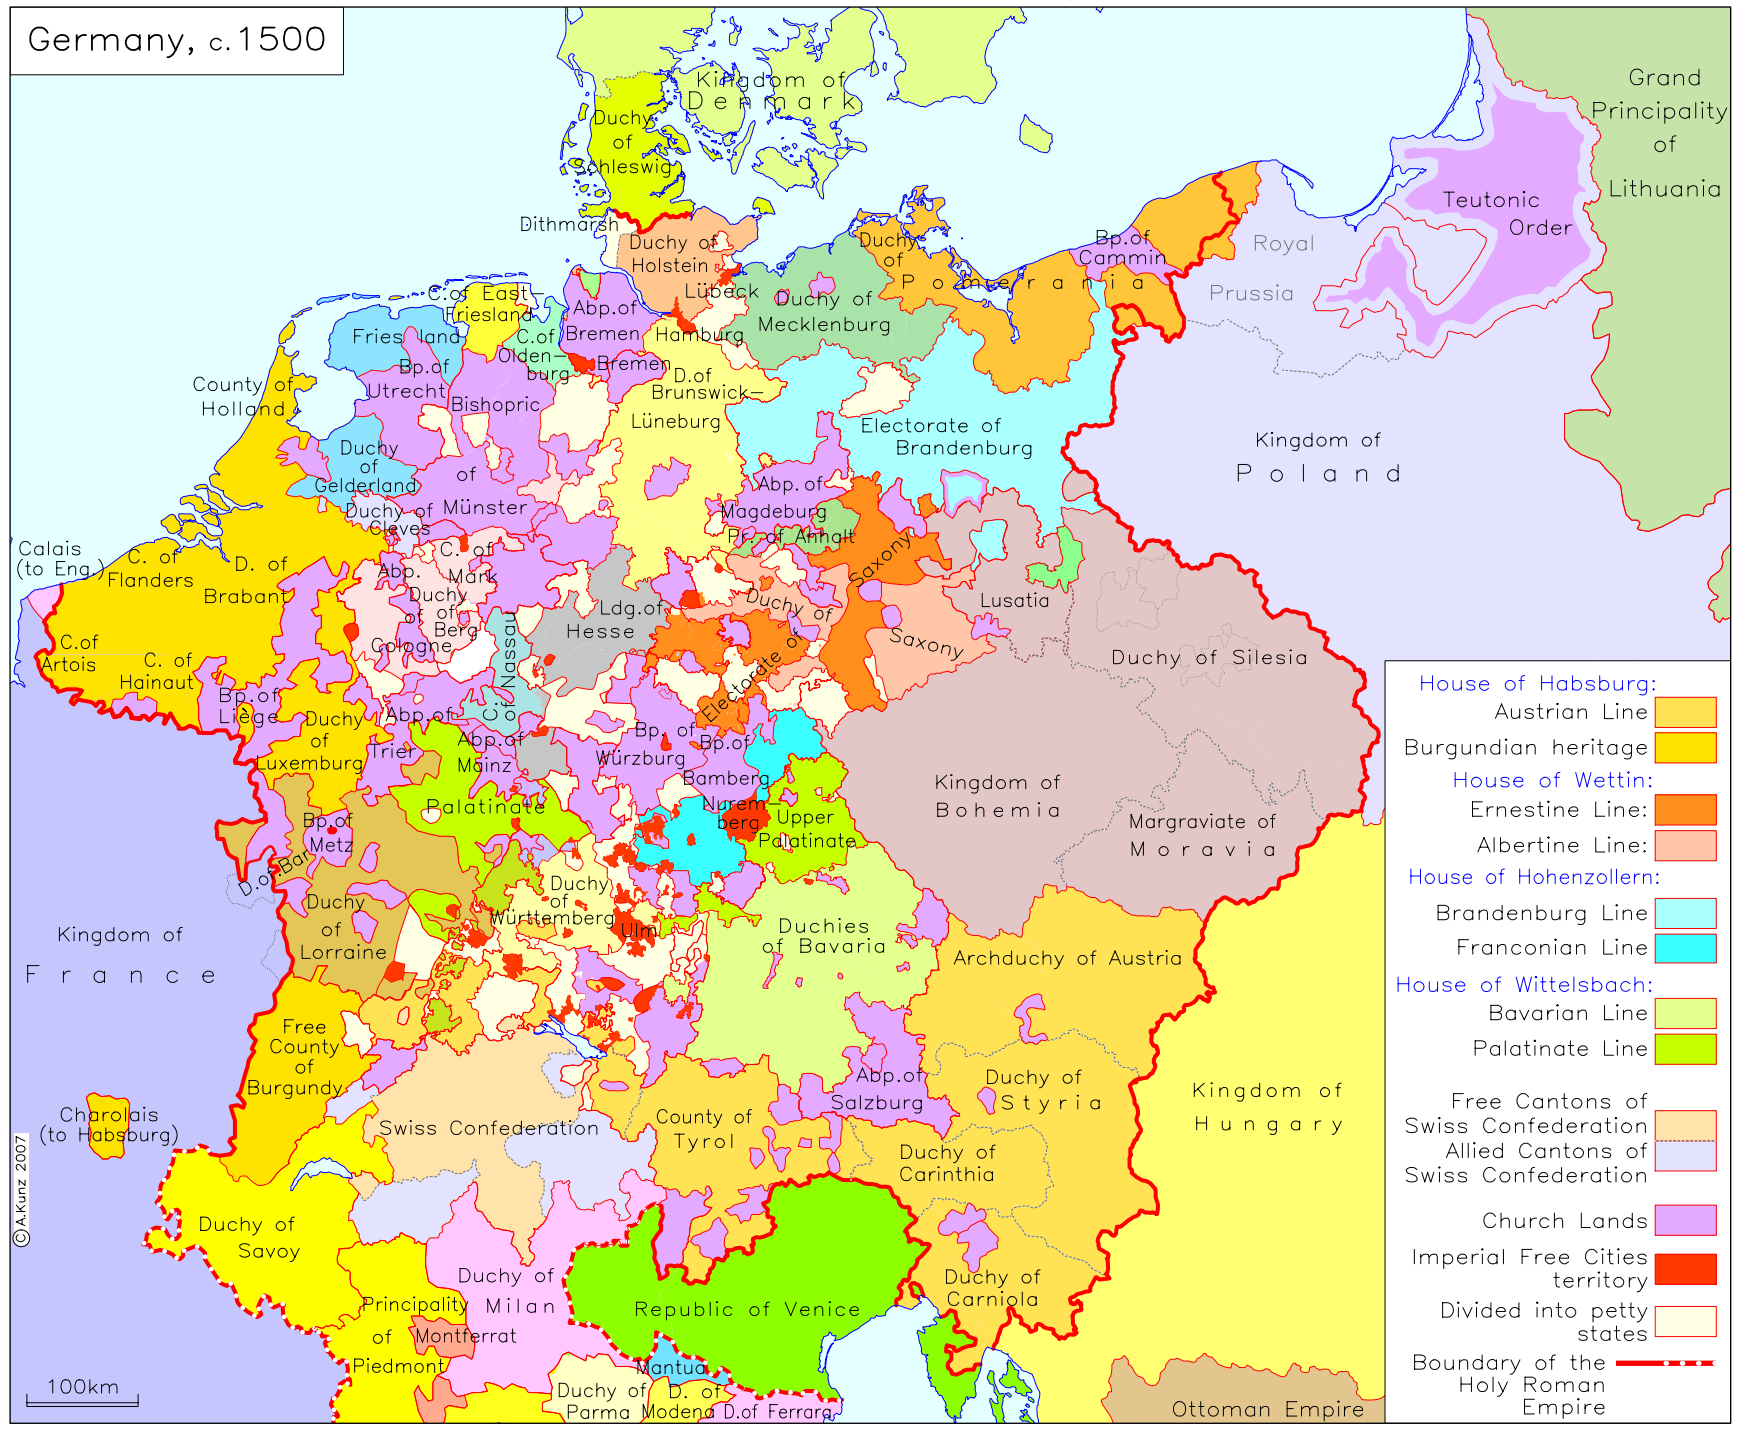 Germany, c.1500
Kingdom of
Denmark
Grand
Principality
of
Lithuania
Duchy
of
Schleswig
Teutonic
Order
Dithmarsh
Duchy of
Holstein
Duchy
of
Pomerania
Bp.of
Cammin
Royal
Prussia
Lübeck
Duchy of
Mecklenburg
C.of East-
Friesland
Abp.of
Bremen
Hamburg
Friesland
C.of
Olden-
burg
Bremen
Bp.of
Utrecht
County of
Holland
Bishopric
of
Münster
D.of
Brunswick-
Lüneburg
Electorate of
Brandenburg
Kingdom of
Poland
Duchy
of
Gelderland
Abp.of
Magdeburg
Duchy of
Cleves
Pr. of Anhalt
Calais
(to Eng.)
C. of
Flanders
D. of
Brabant
C. of
Mark
Abp.
of
Cologne
Duchy
of
Berg
Ldg.of
Hesse
Electorate of
Saxony
Duchy of
Saxony
Lusatia
Duchy of Silesia
C.of
Artois
C. of
Hainaut
Bp.of
Liège
C.
of Nassau
Duchy
of
Luxemburg
Abp.of
Trier
Abp.of
Mainz
Bp. of
Würzburg
Bp.of
Bamberg
Palatinate
Nurem-
berg
Upper
Palatinate
Kingdom of
Bohemia
Margraviate of
Moravia
Bp.of
Metz
D.of.Bar
Duchy
of
Lorraine
Duchy
of
Württemberg
Ulm
Duchies
of Bavaria
Archduchy of Austria
Kingdom of
France
Free
County
of
Burgundy
Charolais
(to Habsburg)
Swiss Confederation
County of
Tyrol
Abp.of
Salzburg
Duchy of
Styria
Duchy of
Carinthia
Kingdom of
Hungary
Duchy of
Savoy
Duchy of
Milan
Republic of Venice
Duchy of
Carniola
Principality
of
Piedmont
Montferrat
Mantua
Duchy of
Parma
D. of
Modena
D.of Ferrara
Ottoman Empire
100km
©A.Kunz 2007
House of Habsburg:
Austrian Line
Burgundian heritage
House of Wettin:
Ernestine Line:
Albertine Line:
House of Hohenzollern:
Brandenburg Line
Franconian Line
House of Wittelsbach:
Bavarian Line
Palatinate Line
Free Cantons of
Swiss Confederation
Allied Cantons of
Swiss Confederation
Church Lands
Imperial Free Cities
territory
Divided into petty
states
Boundary of the
Holy Roman
Empire